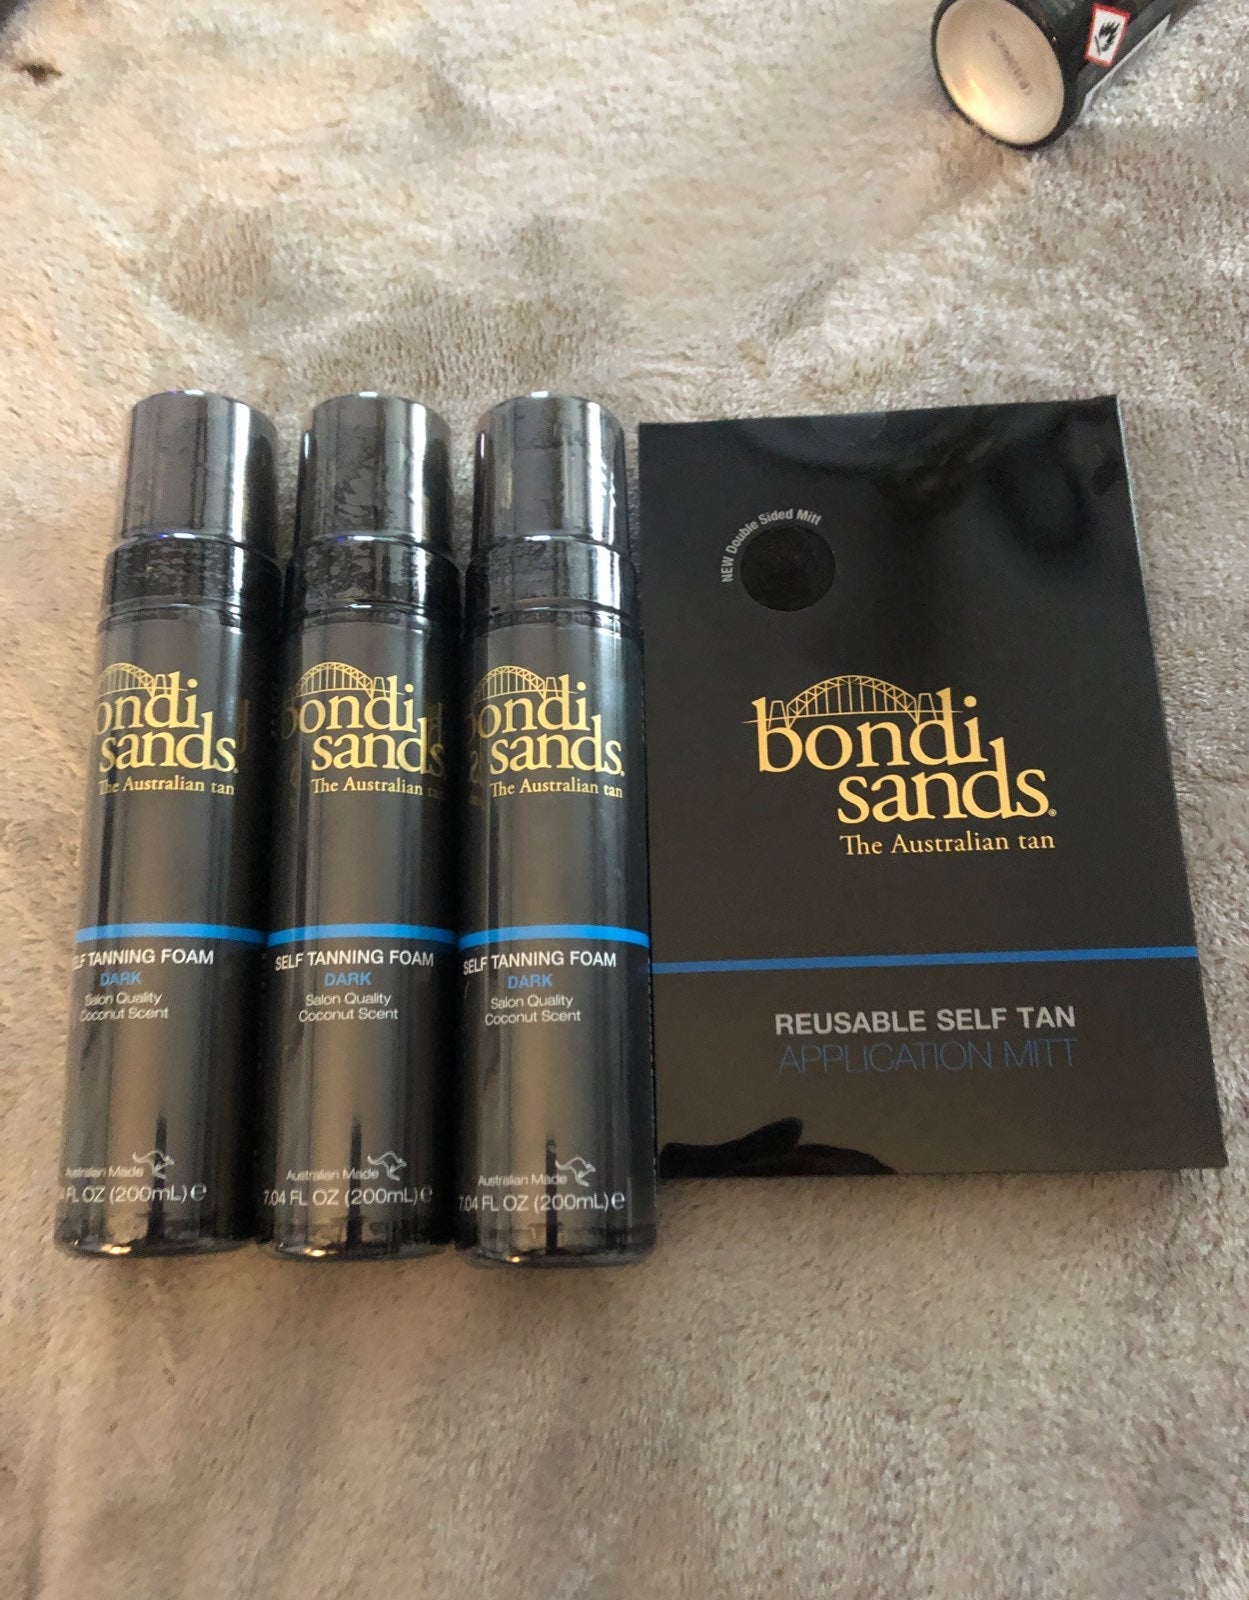 ondi
sands.
The Australian tan
SELF TANNING FOAM
DARK
Salon Quality
Coconut Scent
Australian Made
FL OZ (200mL) e
bondi
sands
The Australian tan
SELF TANNING FOAM
DARK
Salon Quality
Coconut Scent
Australian Made
7.04 FL OZ (200mL) e
bondi
sands.
The Australian tan
SELF TANNING FOAM
DARK
Salon Quality
Coconut Scent
Australian Made
7.04 FL OZ (200mL) e
NEW Double Sided Mitt
bondi
sands®
The Australian tan
REUSABLE SELF TAN
APPLICATION MITT